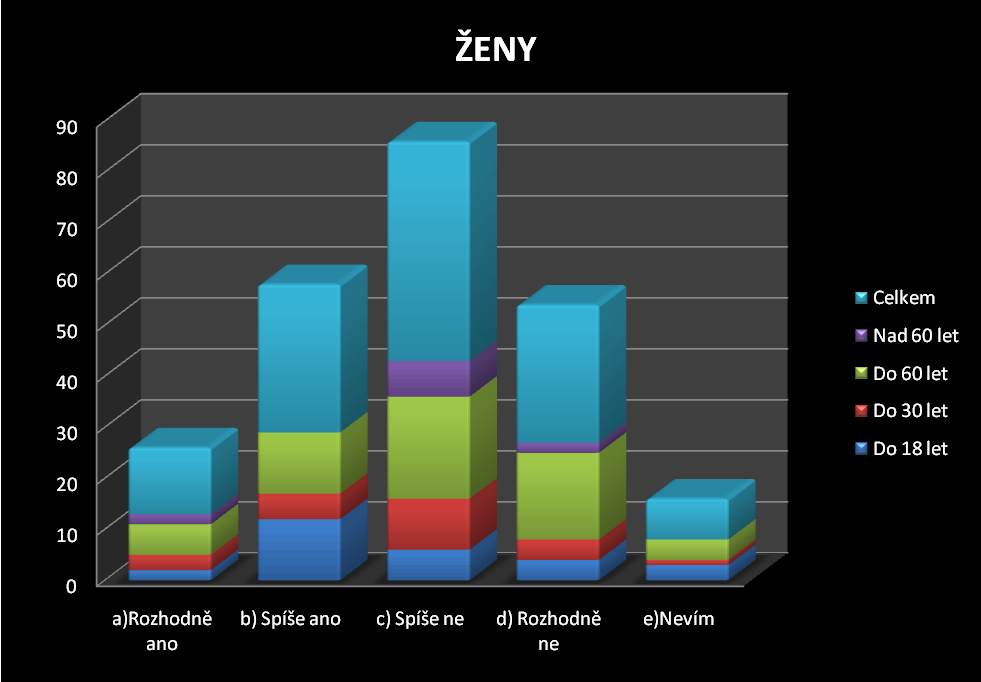 ŽENY
90
80
70
60
50
40
30
20
10
0
a)Rozhodně
ano
b) Spíše ano
c) Spíše ne
d) Rozhodně
ne
e)Nevím
Celkem
Nad 60 let
Do 60 let
Do 30 let
Do 18 let